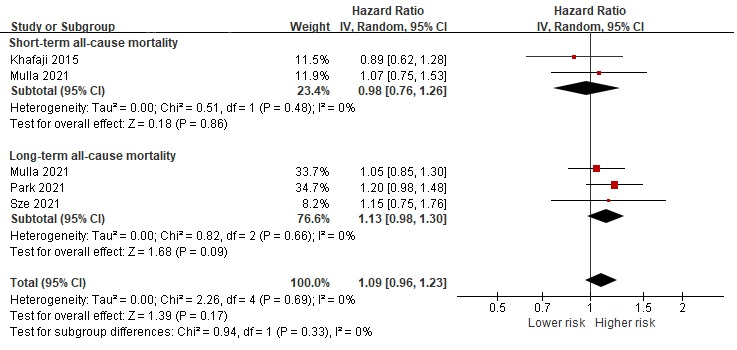 Hazard Ratio Hazard Ratio
Study or Subgroup Weight IV, Random, 95% CI IV, Random, 95% CI
Short-term all-cause mortality
Khafaji 2015 11.5% 0.89 [0.62, 1.28]
Mulla 2021 11.9% 1.07 [0.75, 1.53]
Subtotal (95% CI) 23.4% 0.98 [0.76, 1.26]
Heterogeneity: Tau² = 0.00; Chi² = 0.51, df = 1 (P = 0.48); I² = 0%
Test for overall effect: Z = 0.18 (P = 0.86)
Long-term all-cause mortality
Mulla 2021 33.7% 1.05 [0.85, 1.30]
Park 2021 34.7% 1.20 [0.98, 1.48]
Sze 2021 8.2% 1.15 [0.75, 1.76]
Subtotal (95% CI) 76.6% 1.13 [0.98, 1.30]
Heterogeneity: Tau² = 0.00; Chi² = 0.82, df = 2 (P = 0.66); I² = 0%
Test for overall effect: Z = 1.68 (P = 0.09)
Total (95% CI) 100.0% 1.09 [0.96, 1.23]
Heterogeneity: Tau² = 0.00; Chi² = 2.26, df = 4 (P = 0.69); I² = 0%
Test for overall effect: Z = 1.39 (P = 0.17)
Test for subgroup differences: Chi² = 0.94, df = 1 (P = 0.33), I² = 0%
0.5 0.7 1 1.5 2
Lower risk Higher risk